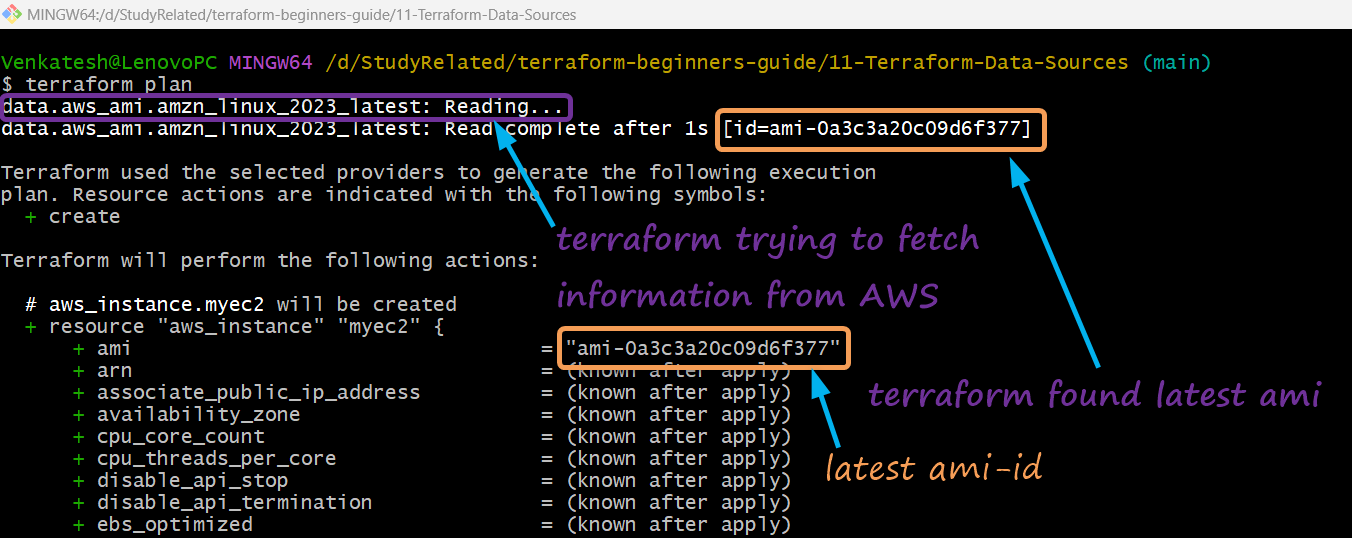 MINGW64:/d/StudyRelated/terraform-beginners-guide/11-Terraform-Data-Sources
Venkatesh@LenovoPC MINGW64 /d/StudyRelated/terraform-beginners-guide/11-Terraform-Data-Sources (main)
$ terraform plan
data.aws_ami.amzn_linux_2023_latest: Reading...
data.aws_ami.amzn_linux_2023_latest: Read complete after 1s [id=ami-0a3c3a20c09d6f377]
Terraform used the selected providers to generate the following execution
plan. Resource actions are indicated with the following symbols:
+ create
terraform trying to fetch
information from AWS
Terraform will perform the following actions:
# aws_instance.myec2 will be created
+ resource "aws_instance" "myec2" {
+ ami = "ami-0a3c3a20c09d6f377"
+ arn = (known after apply)
+ associate_public_ip_address = (known after apply)
+ availability_zone = (known after apply)
+ cpu_core_count = (known after apply)
+ cpu_threads_per_core = (known after apply)
+ disable_api_stop = (known after apply)
+ disable_api_termination = (known after apply)
+ ebs_optimized = (known after apply)
terraform found latest ami
latest ami-id